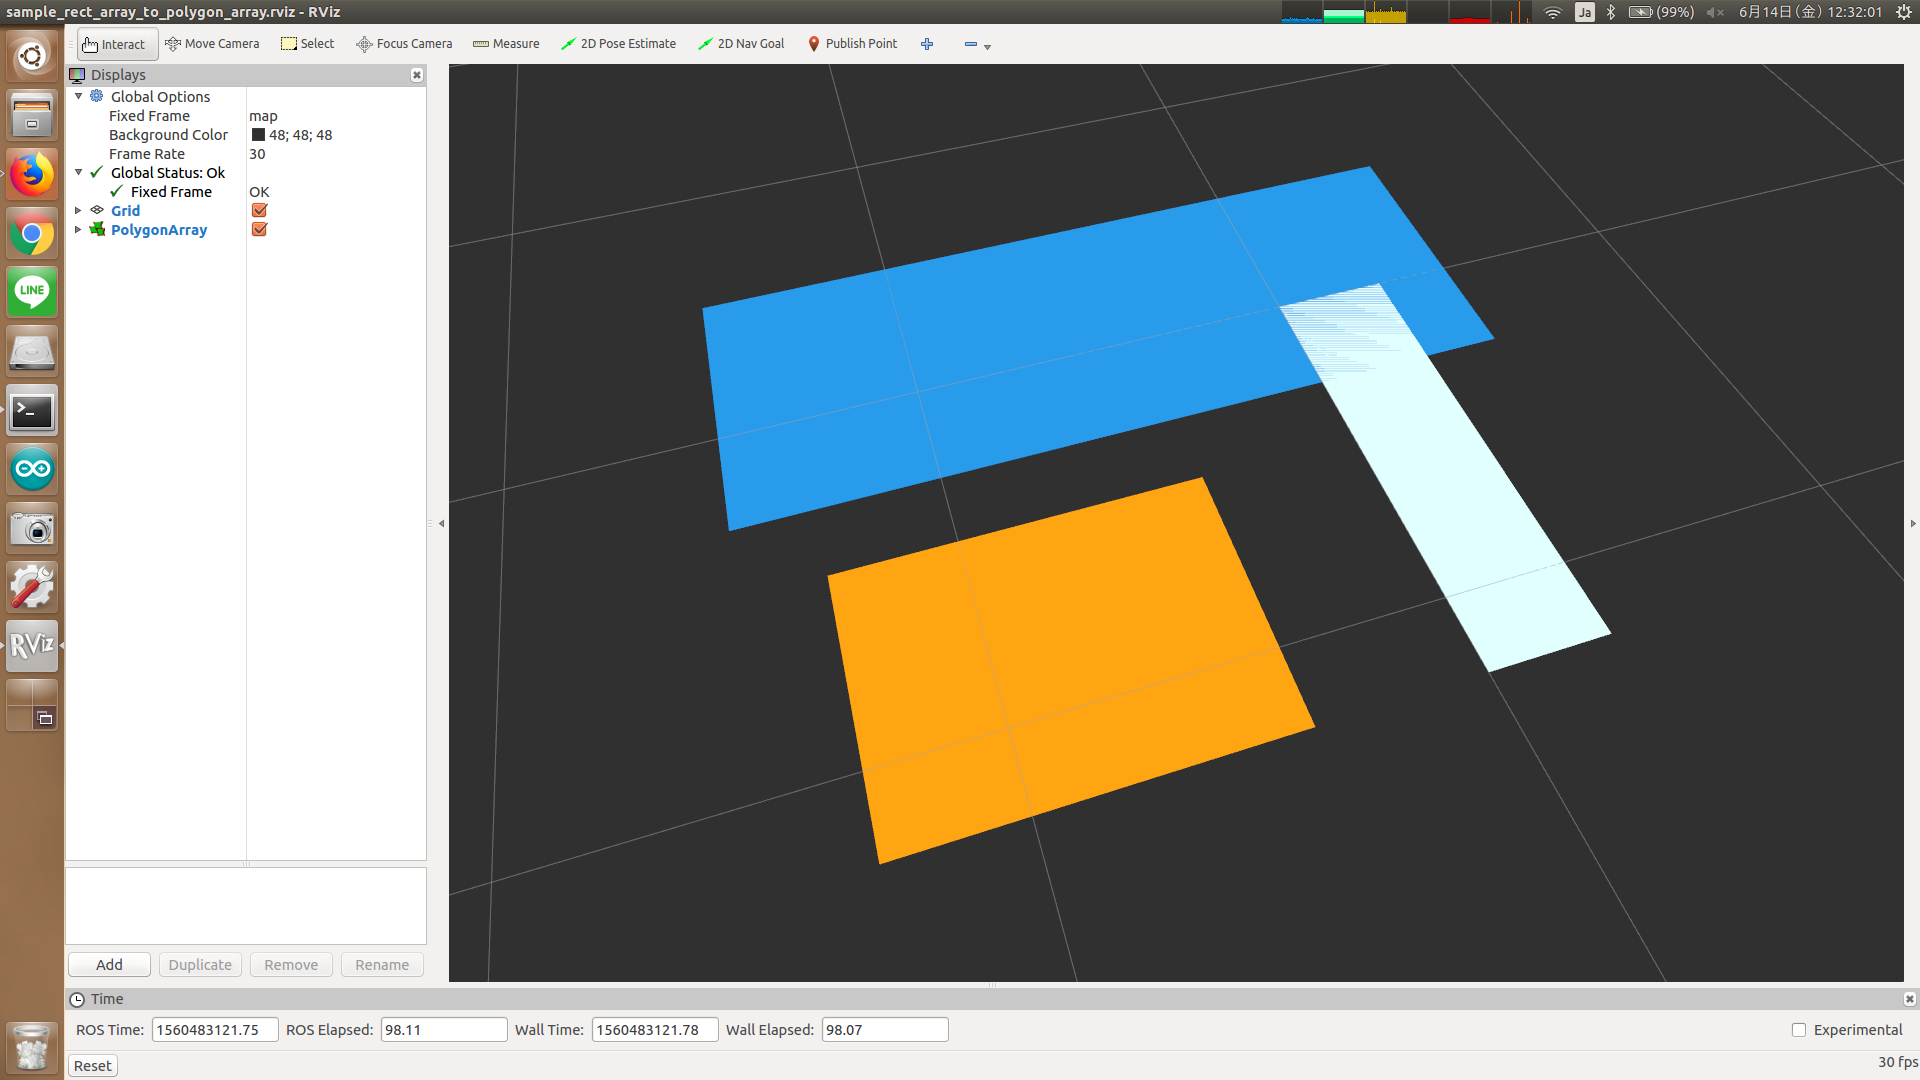 sample_rect_array_to_polygon_array.rviz - RViz
Ja (99%) 6月14日(金) 12:32:01
Interact Move Camera Select Focus Camera Measure 2D Pose Estimate 2D Nav Goal Publish Point
Displays
Global Options
Fixed Frame map
Background Color 48; 48; 48
Frame Rate 30
Global Status: Ok
Fixed Frame OK
Grid
PolygonArray
LINE
RViz
Add Duplicate Remove Rename
Time
ROS Time: 1560483121.75 ROS Elapsed: 98.11 Wall Time: 1560483121.78 Wall Elapsed: 98.07 Experimental
Reset 30 fps